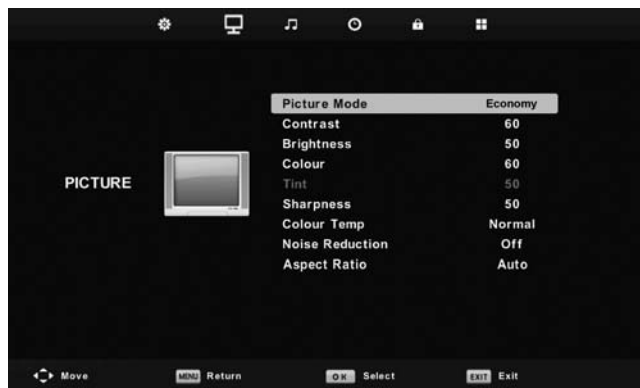 Picture Mode Economy
Contrast 60
Brightness 50
Colour 60
PICTURE
Tint 50
Sharpness 50
Colour Temp Normal
Noise Reduction Off
Aspect Ratio Auto
Move MENU Return OK Select EXIT Exit